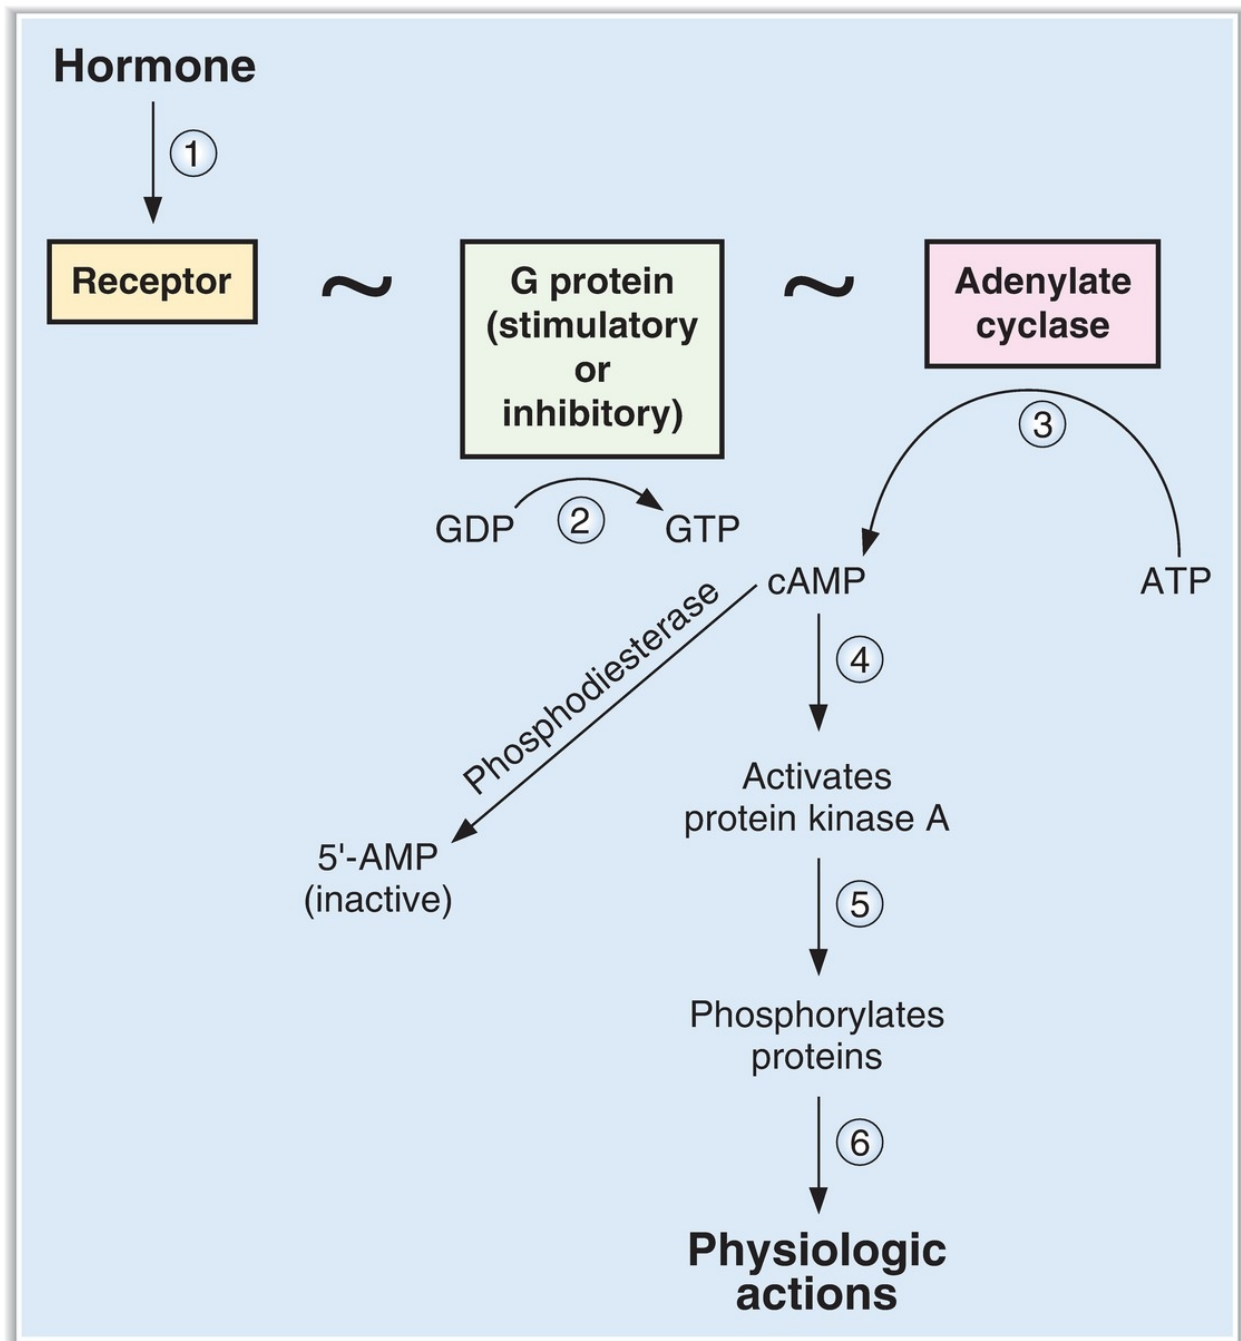 Hormone
1
Receptor
~
G protein
(stimulatory
or
inhibitory)
~
Adenylate
cyclase
3
GDP
2
GTP
cAMP
ATP
Phosphodiesterase
4
Activates
protein kinase A
5'-AMP
(inactive)
5
Phosphorylates
proteins
6
Physiologic
actions